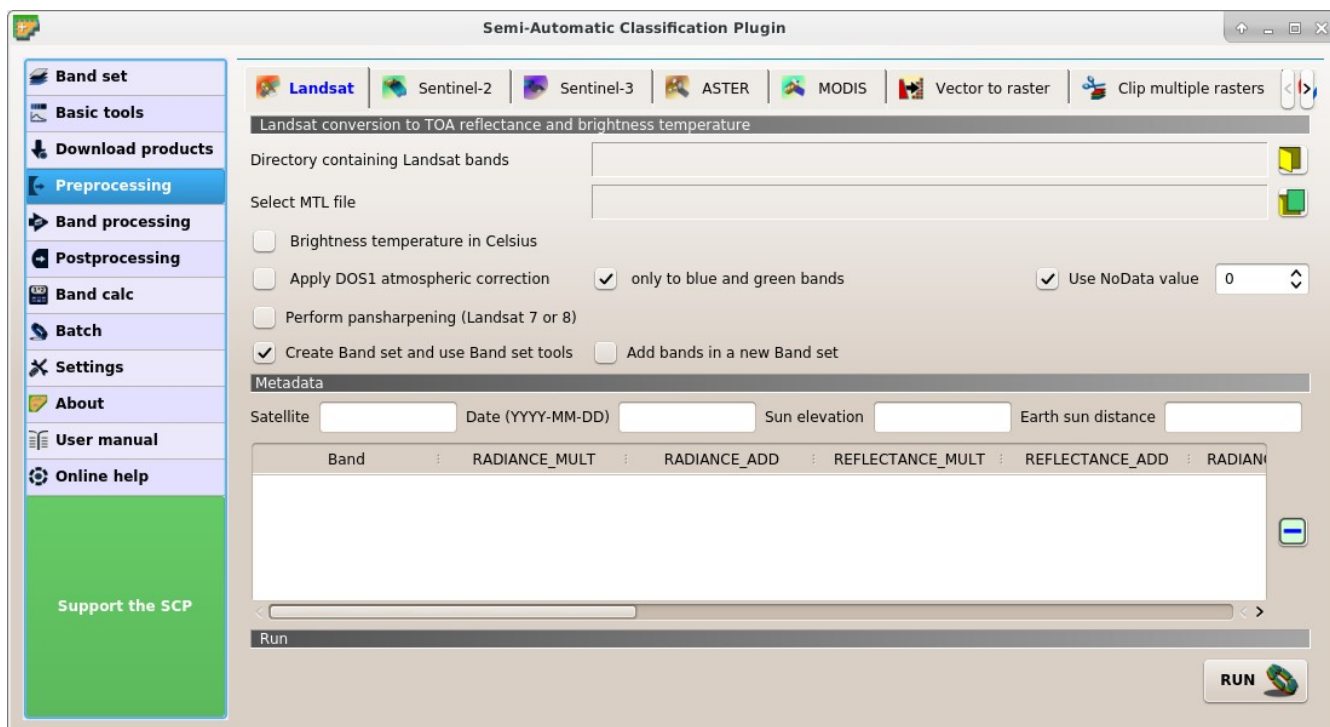 Semi-Automatic Classification Plugin
Band set
Basic tools
Download products
Preprocessing
Band processing
Postprocessing
Band calc
Batch
Settings
About
User manual
Online help
Support the SCP
Landsat Sentinel-2 Sentinel-3 ASTER MODIS Vector to raster Clip multiple rasters
Landsat conversion to TOA reflectance and brightness temperature
Directory containing Landsat bands
Select MTL file
Brightness temperature in Celsius
Apply DOS1 atmospheric correction only to blue and green bands Use NoData value 0
Perform pansharpening (Landsat 7 or 8)
Create Band set and use Band set tools Add bands in a new Band set
Metadata
Satellite Date (YYYY-MM-DD) Sun elevation Earth sun distance
Band RADIANCE_MULT RADIANCE_ADD REFLECTANCE_MULT REFLECTANCE_ADD RADIAN
Run
RUN